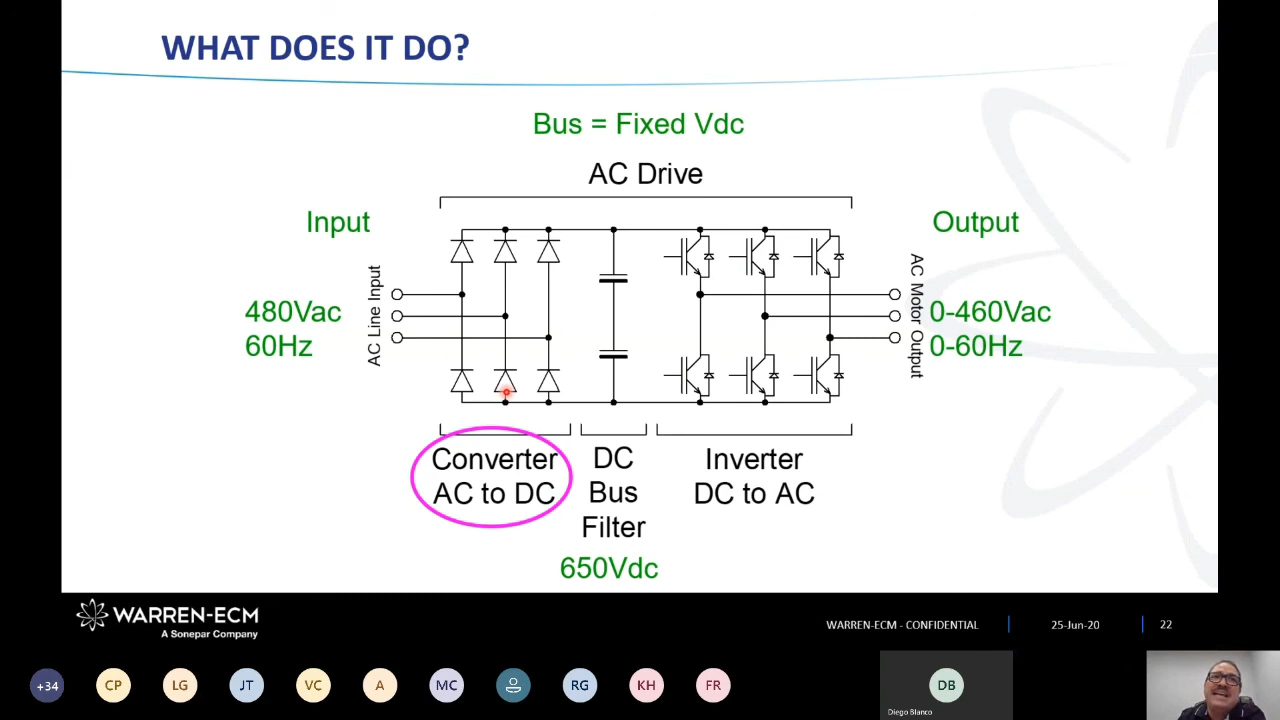 WHAT DOES IT DO?
Bus = Fixed Vdc
AC Drive
Input
Output
AC Line Input
480Vac
60Hz
AC Motor Output
0-460Vac
0-60Hz
Converter
AC to DC
DC
Bus
Filter
Inverter
DC to AC
650Vdc
WARREN-ECM
A Sonepar Company
WARREN-ECM - CONFIDENTIAL
25-Jun-20
22
+34
CP
LG
JT
VC
A
MC
RG
KH
FR
DB
Diego Blanco